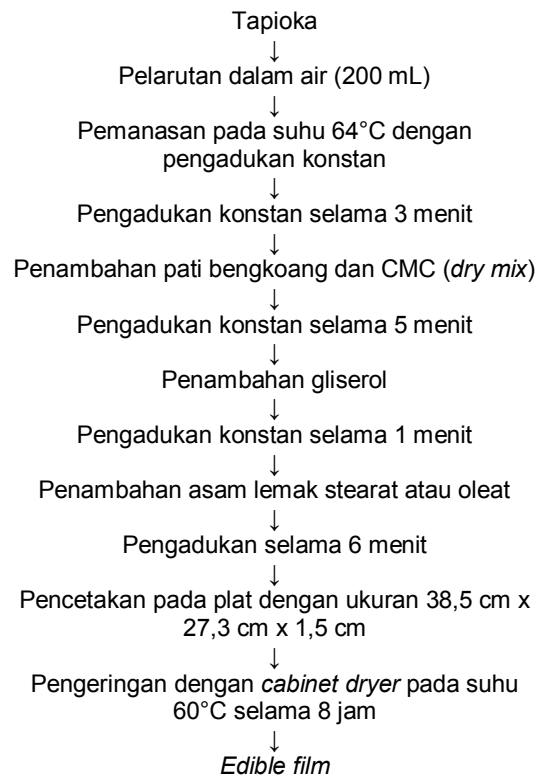 Tapioka
↓
Pelarutan dalam air (200 mL)
↓
Pemanasan pada suhu 64°C dengan
pengadukan konstan
↓
Pengadukan konstan selama 3 menit
↓
Penambahan pati bengkoang dan CMC (dry mix)
↓
Pengadukan konstan selama 5 menit
↓
Penambahan gliserol
↓
Pengadukan konstan selama 1 menit
↓
Penambahan asam lemak stearat atau oleat
↓
Pengadukan selama 6 menit
↓
Pencetakan pada plat dengan ukuran 38,5 cm x
27,3 cm x 1,5 cm
↓
Pengeringan dengan cabinet dryer pada suhu
60°C selama 8 jam
↓
Edible film